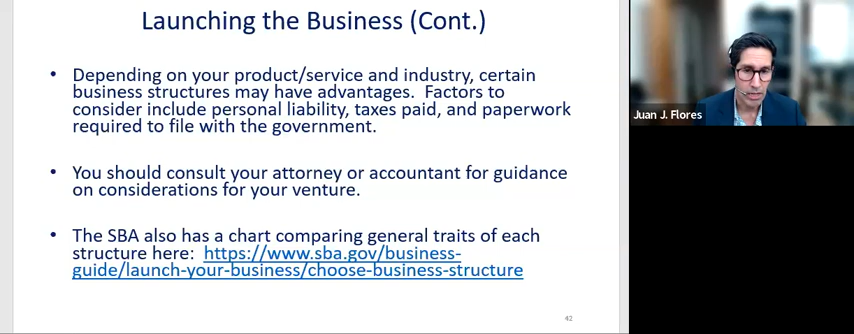 Launching the Business (Cont.)
• Depending on your product/service and industry, certain
business structures may have advantages.  Factors to
consider include personal liability, taxes paid, and paperwork
required to file with the government.
• You should consult your attorney or accountant for guidance
on considerations for your venture.
• The SBA also has a chart comparing general traits of each
structure here:  https://www.sba.gov/business-
guide/launch-your-business/choose-business-structure
42
Juan J. Flores